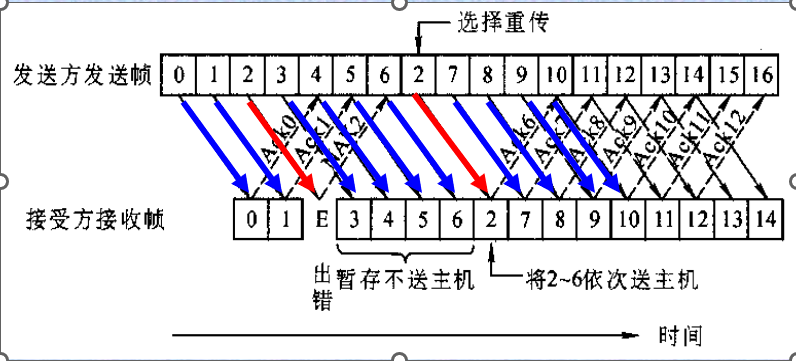 选择重传
发送方发送帧 0 1 2 3 4 5 6 2 7 8 9 10 11 12 13 14 15 16
Ack0 Ack1 NAk2 Ack6 Ack7 Ack8 Ack9 Ack10 Ack11 Ack12
接受方接收帧 0 1 E 3 4 5 6 2 7 8 9 10 11 12 13 14
出错
暂存不送主机
将2~6依次送主机
时间